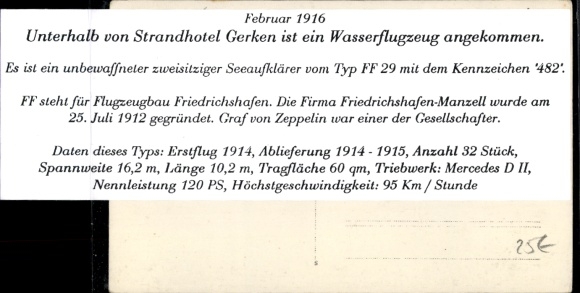 Februar 1916
Unterhalb von Strandhotel Gerken ist ein Wasserflugzeug angekommen.
Es ist ein unbewaffneter zweisitziger Seeaufklärer vom Typ FF 29 mit dem Kennzeichen '482'.
FF steht für Flugzeugbau Friedrichshafen. Die Firma Friedrichshafen-Manzell wurde am
25. Juli 1912 gegründet. Graf von Zeppelin war einer der Gesellschafter.
Daten dieses Typs: Erstflug 1914, Ablieferung 1914 - 1915, Anzahl 32 Stück,
Spannweite 16,2 m, Länge 10,2 m, Tragfläche 60 qm, Triebwerk: Mercedes D II,
Nennleistung 120 PS, Höchstgeschwindigkeit: 95 Km / Stunde
25€